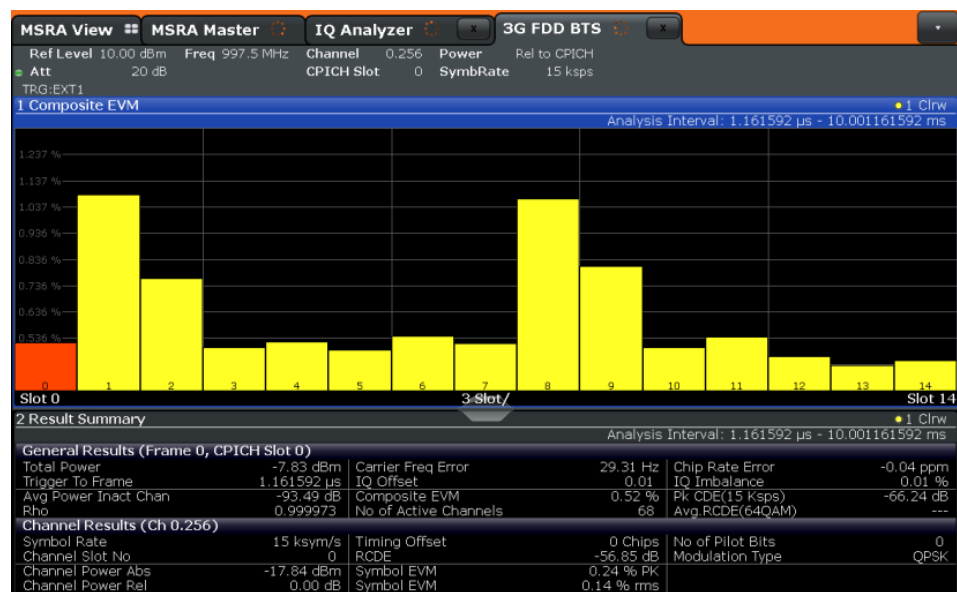 MSRA View MSRA Master IQ Analyzer x 3G FDD BTS x
Ref Level 10.00 dBm Freq 997.5 MHz Channel 0.256 Power Rel to CPICH
Att 20 dB CPICH Slot 0 SymbRate 15 ksps
TRG:EXT1
1 Composite EVM 1 Clrw
Analysis Interval: 1.161592 µs - 10.001161592 ms
1.237 %
1.137 %
1.037 %
0.936 %
0.836 %
0.736 %
0.636 %
0.536 %
0 1 2 3 4 5 6 7 8 9 10 11 12 13 14
Slot 0 3 Slot/ Slot 14
2 Result Summary 1 Clrw
Analysis Interval: 1.161592 µs - 10.001161592 ms
General Results (Frame 0, CPICH Slot 0)
Total Power -7.83 dBm Carrier Freq Error 29.31 Hz Chip Rate Error -0.04 ppm
Trigger To Frame 1.161592 µs IQ Offset 0.01 IQ Imbalance 0.01 %
Avg Power Inact Chan -93.49 dB Composite EVM 0.52 % Pk CDE(15 Ksps) -66.24 dB
Rho 0.999973 No of Active Channels 68 Avg.RCDE(64QAM) ---
Channel Results (Ch 0.256)
Symbol Rate 15 ksym/s Timing Offset 0 Chips No of Pilot Bits 0
Channel Slot No 0 RCDE -56.85 dB Modulation Type QPSK
Channel Power Abs -17.84 dBm Symbol EVM 0.24 % PK
Channel Power Rel 0.00 dB Symbol EVM 0.14 % rms